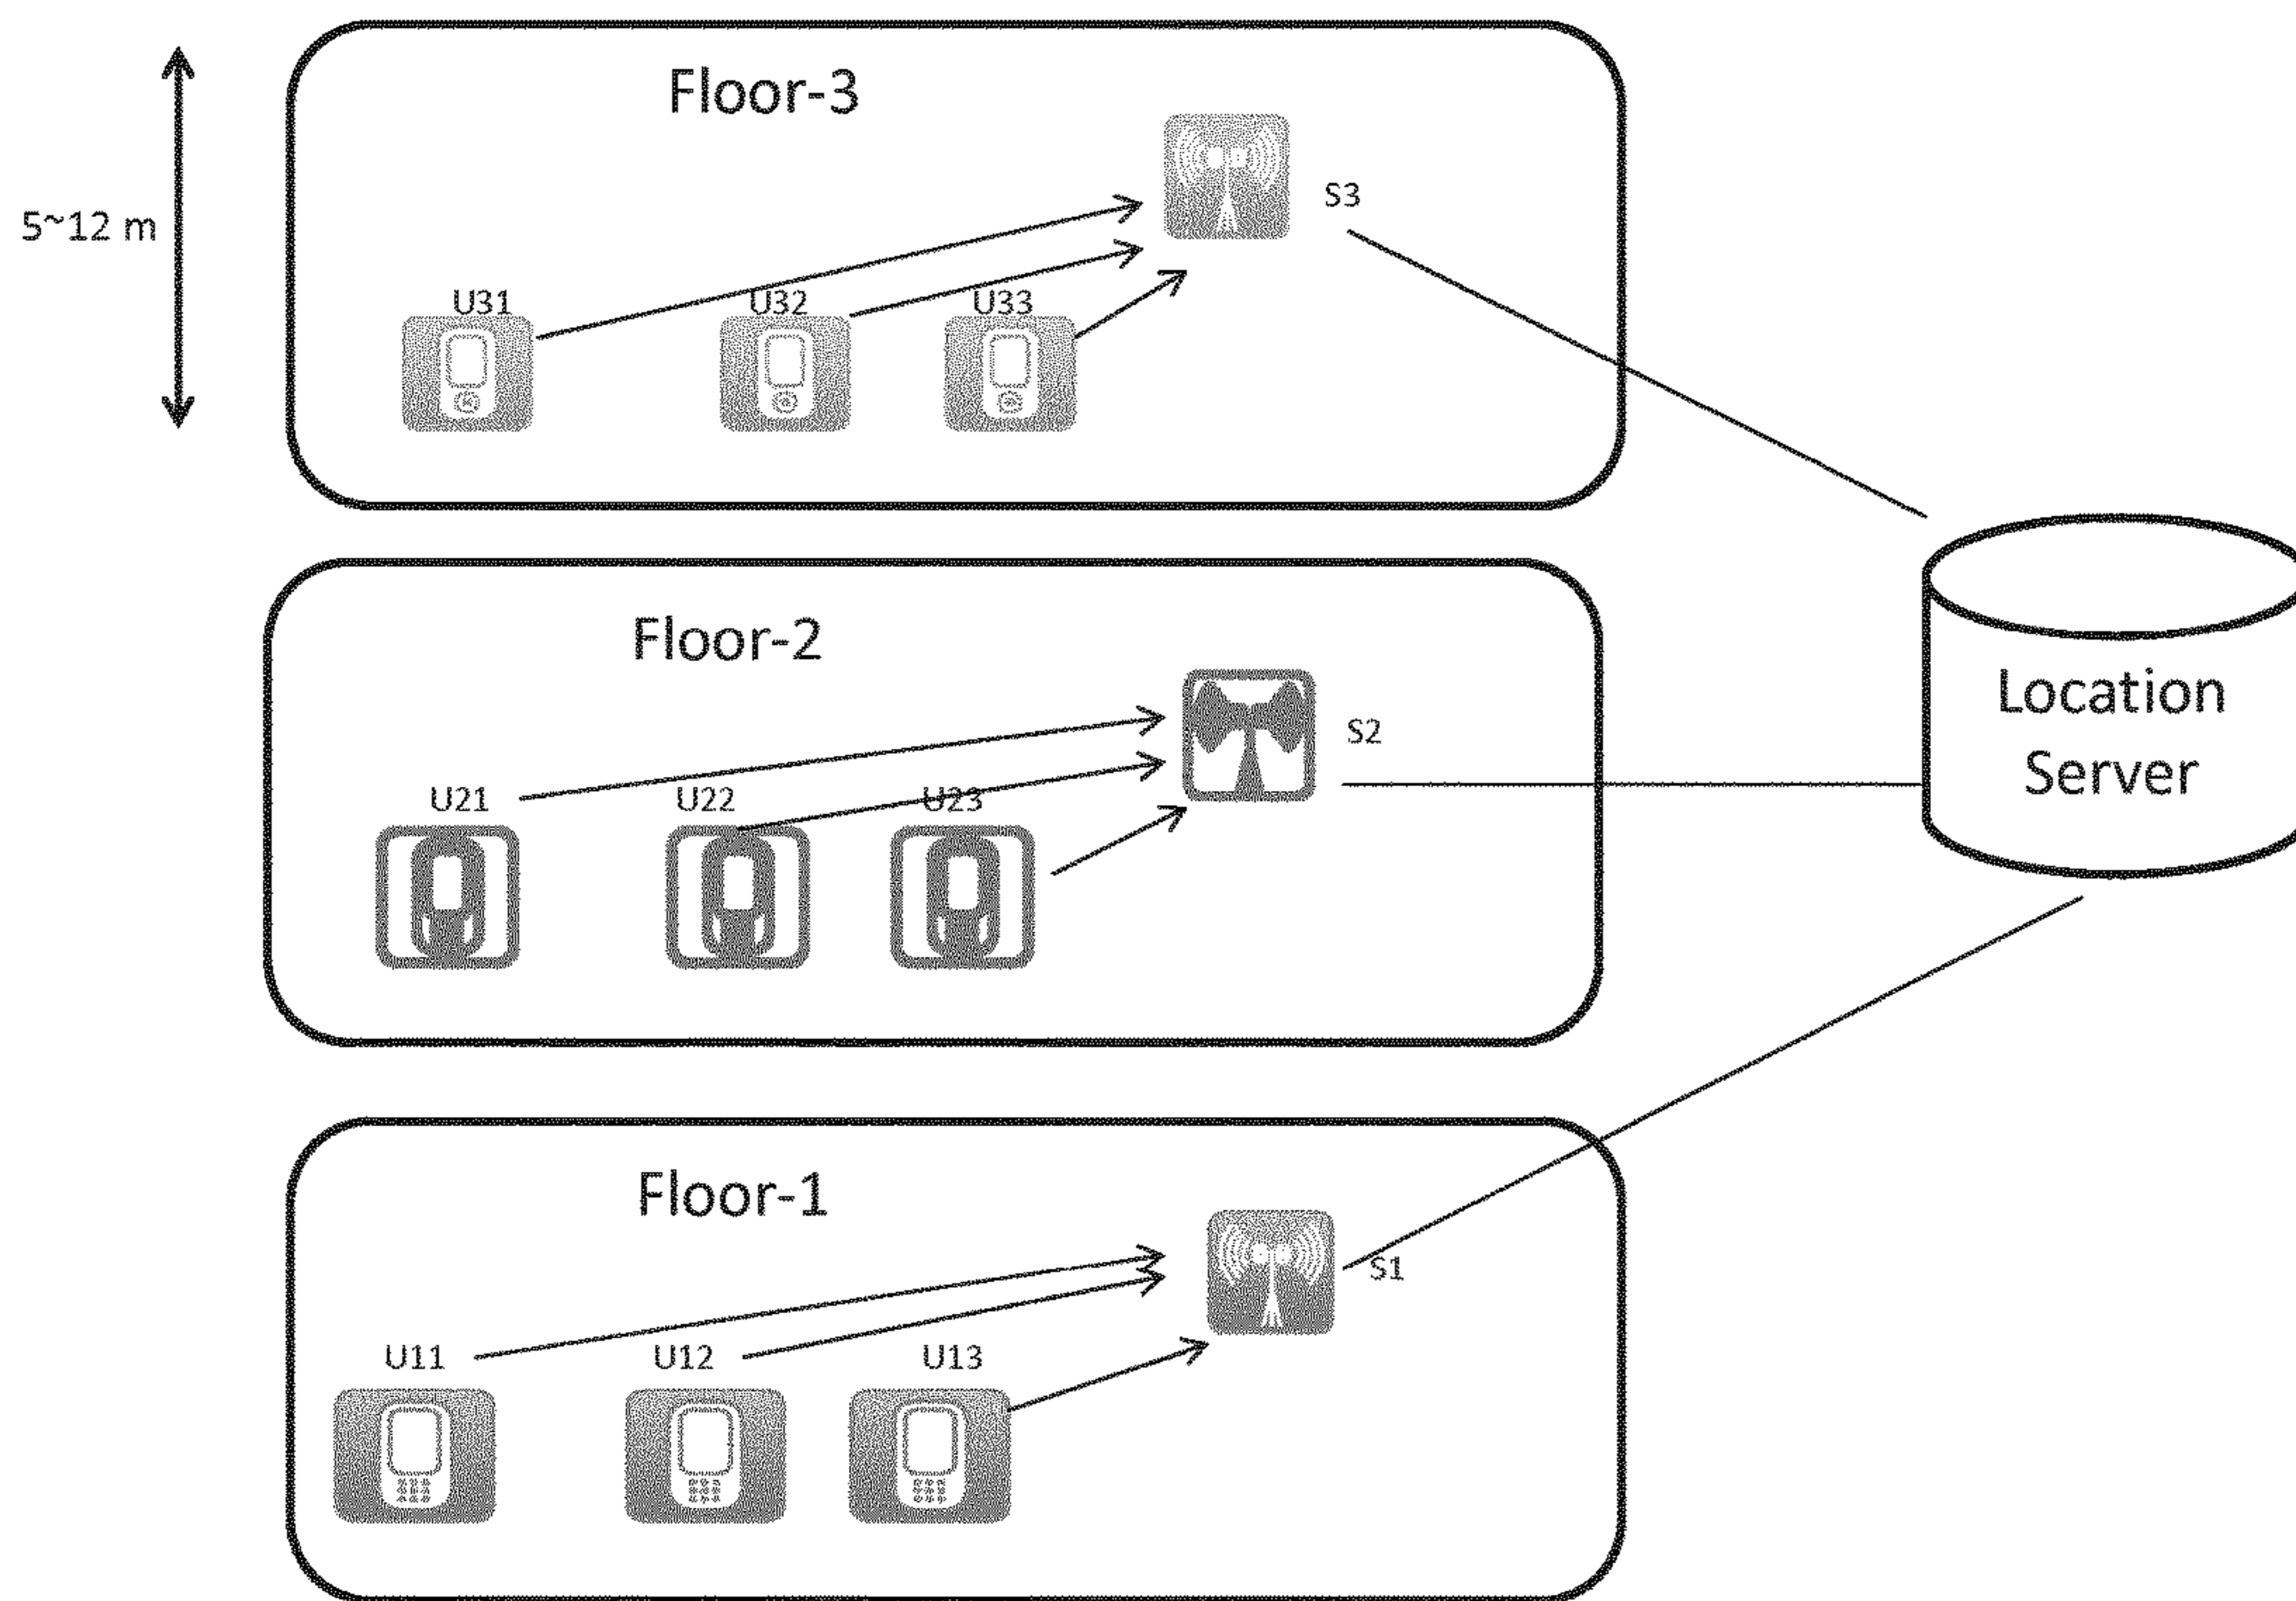 Floor-3
S3
5~12 m
U31
U32
U33
Floor-2
S2
U21
U22
U23
Location
Server
Floor-1
S1
U11
U12
U13